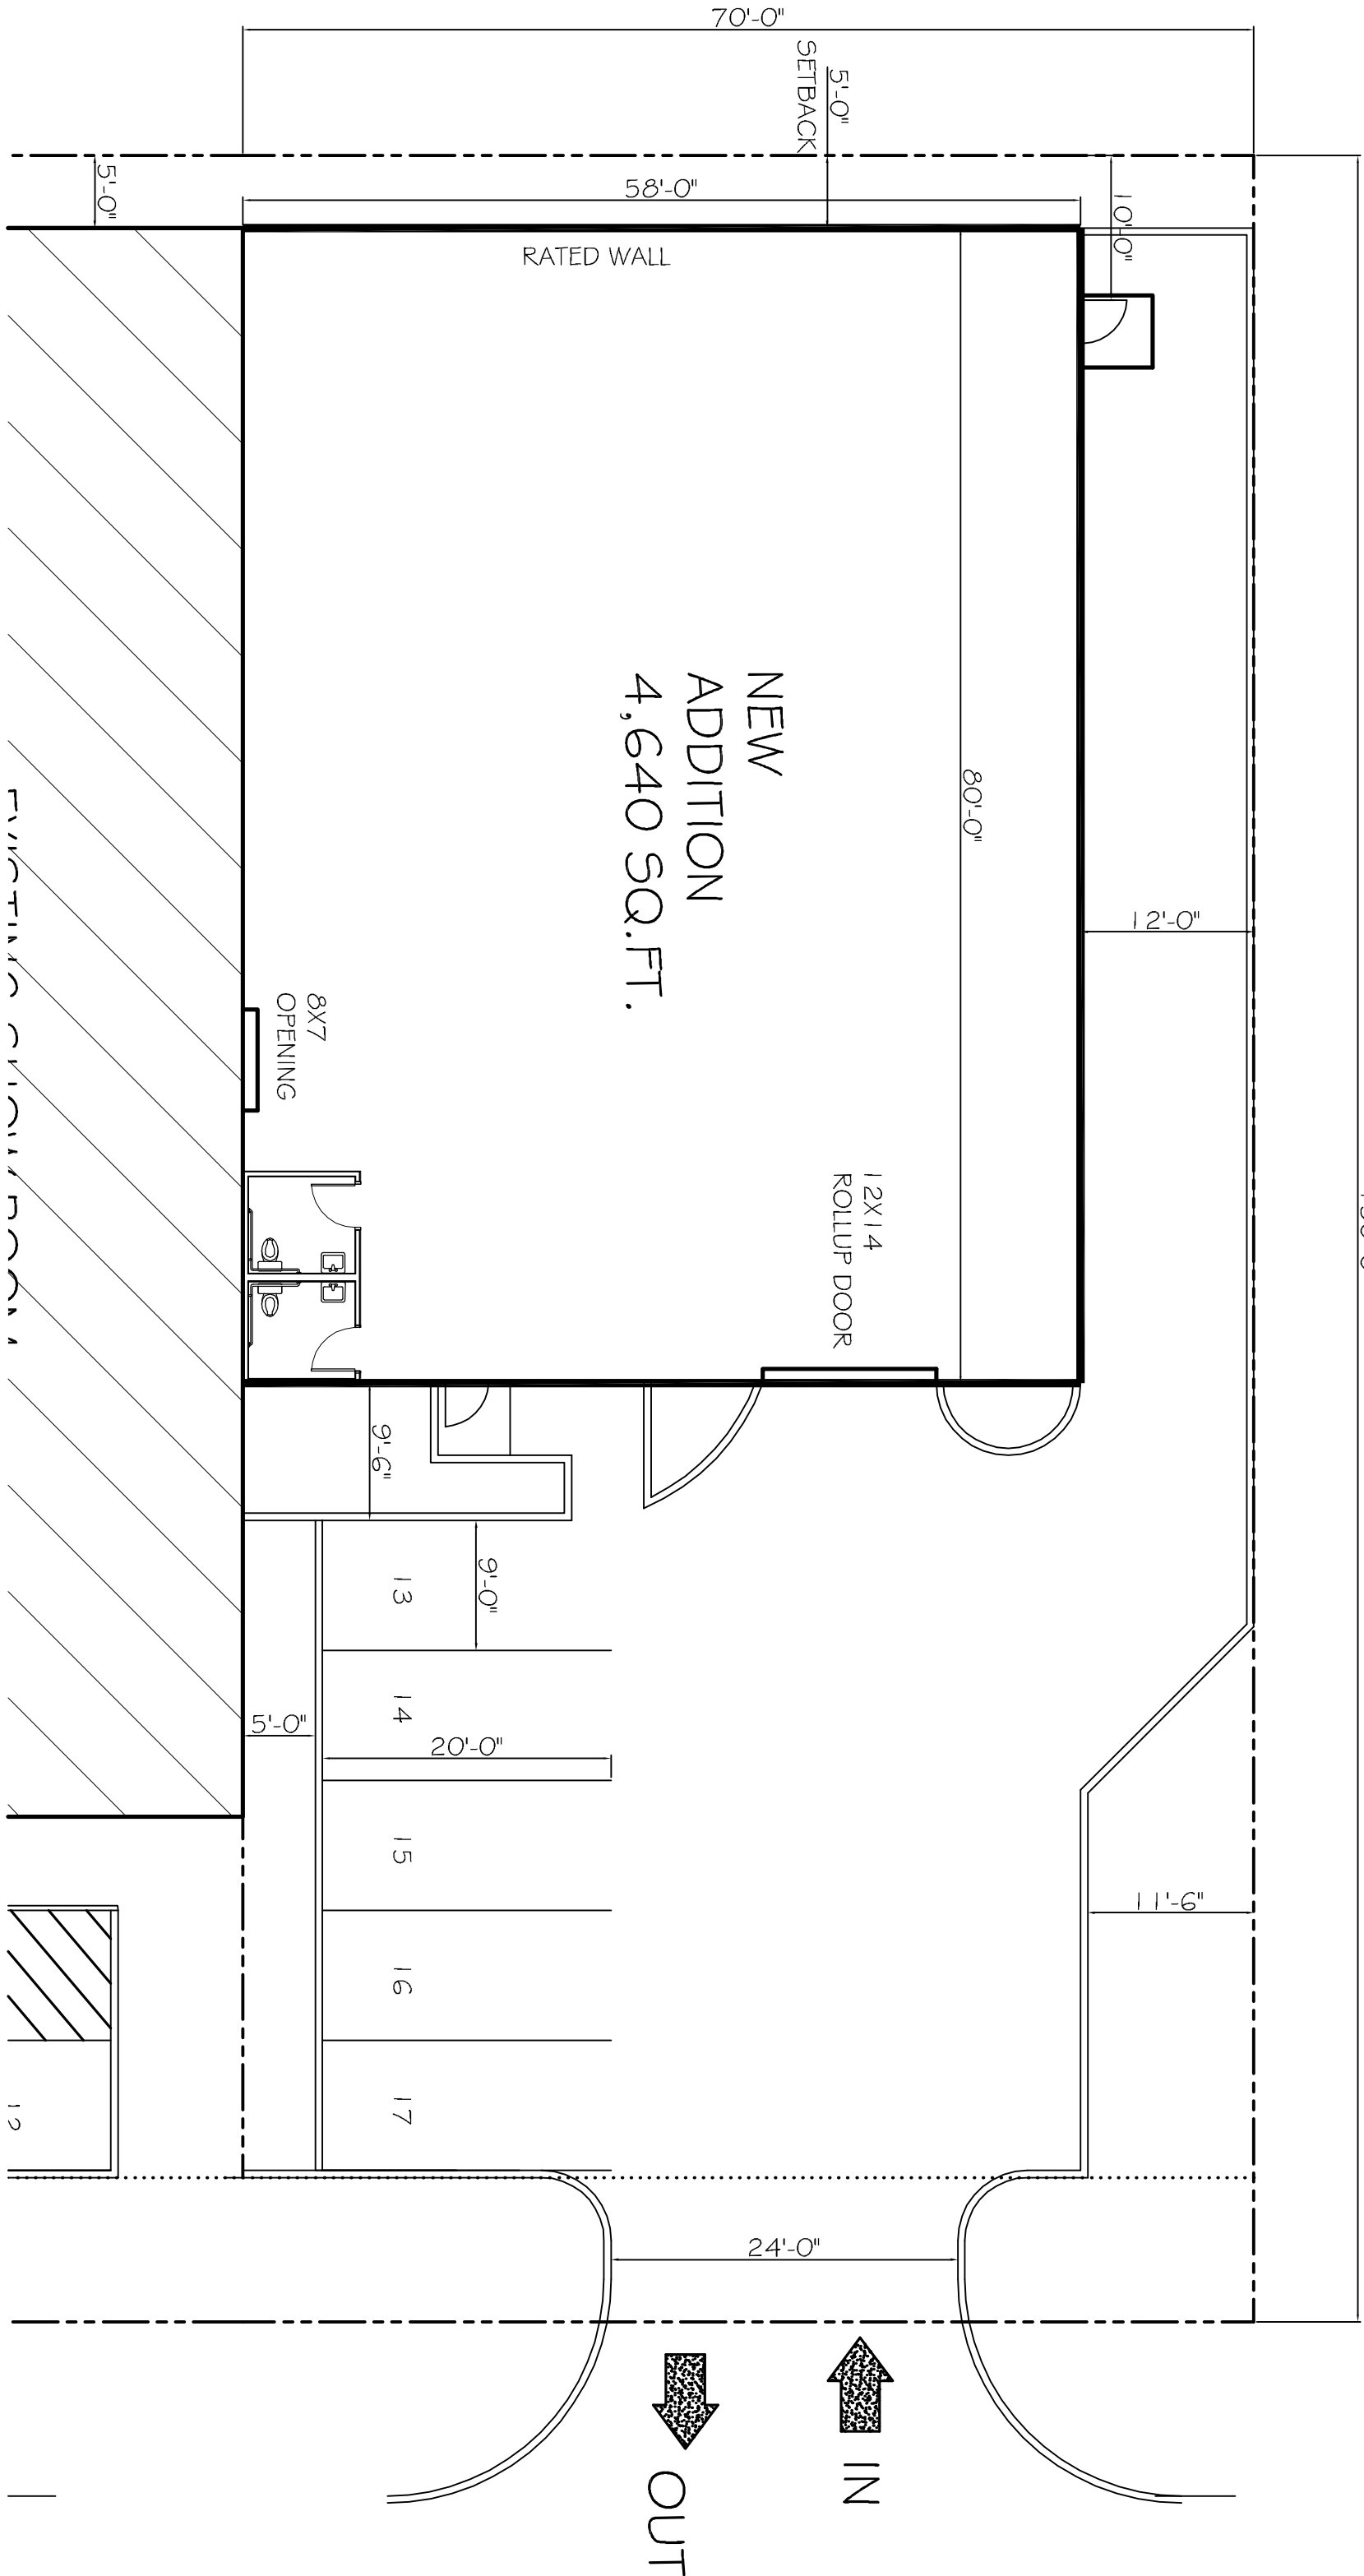 70'-0"
5'-0"
SETBACK
5'-0"
58'-0"
10'-0"
RATED WALL
NEW
ADDITION
4,640 SQ.FT.
80'-0"
12'-0"
8X7
OPENING
12X14
ROLLUP DOOR
9'-6"
9'-0"
13
14
5'-0"
20'-0"
15
11'-6"
16
17
12
24'-0"
IN
OUT